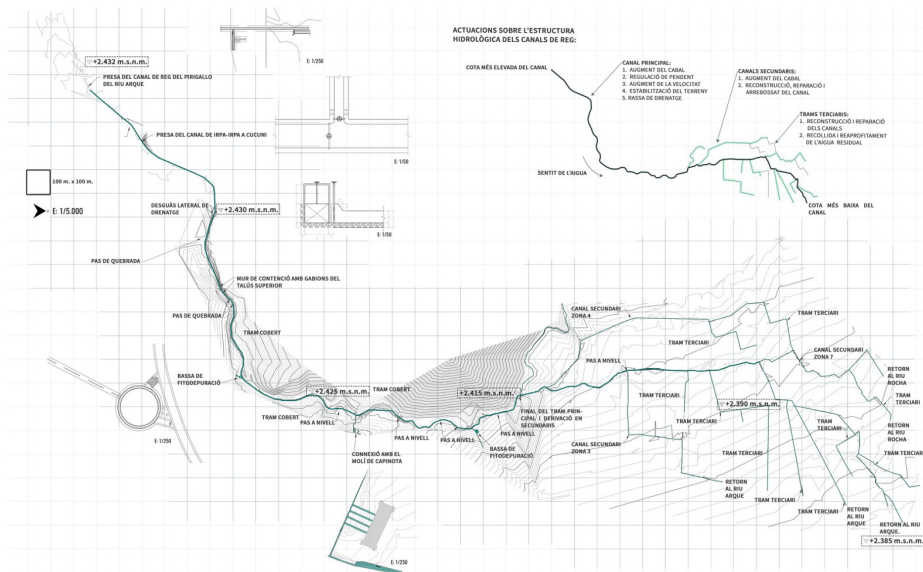 +2.432 m.s.n.m.
PRESA DEL CANAL DE REG DEL PIRIGALLO
DEL RIU ARQUE
PRESA DEL CANAL DE IRPA-IRPA A CUCUNI
100 m. x 100 m.
E: 1/5.000
DESGUÀS LATERAL DE
DRENATGE
+2.430 m.s.n.m.
PAS DE QUEBRADA
MUR DE CONTENCIÓ AMB GABIONS DEL
TALÚS SUPERIOR
PAS DE QUEBRADA
TRAM COBERT
BASSA DE
FITODEPURACIÓ
E: 1/250
E: 1/250
E: 1/50
E: 1/50
ACTUACIONS SOBRE L'ESTRUCTURA
HIDROLÒGICA DELS CANALS DE REG:
COTA MÉS ELEVADA DEL CANAL
CANAL PRINCIPAL:
1. AUGMENT DEL CABAL
2. REGULACIÓ DE PENDENT
3. AUGMENT DE LA VELOCITAT
4. ESTABILITZACIÓ DEL TERRENY
5. RASSA DE DRENATGE
CANALS SECUNDARIS:
1. AUGMENT DEL CABAL
2. RECONSTRUCCIÓ, REPARACIÓ I
ARREBOSSAT DEL CANAL
TRAMS TERCIARIS:
1. RECONSTRUCCIÓ I REPARACIÓ
DELS CANALS
2. RECOLLIDA I REAPROFITAMENT
DE L'AIGUA RESIDUAL
SENTIT DE L'AIGUA
COTA MÉS BAIXA DEL
CANAL
+2.425 m.s.n.m.
TRAM COBERT
TRAM COBERT
PAS A NIVELL
PAS A NIVELL
PAS A NIVELL
CONNEXIÓ AMB EL
MOLÍ DE CAPINOTA
E: 1/250
+2.415 m.s.n.m.
FINAL DEL TRAM PRIN-
CIPAL I DERIVACIÓ EN
SECUNDARIS
PAS A NIVELL
BASSA DE
FITODEPURACIÓ
CANAL SECUNDARI
ZONA 4
PAS A NIVELL
CANAL SECUNDARI
ZONA 3
TRAM TERCIARI
TRAM TERCIARI
TRAM TERCIARI
CANAL SECUNDARI
ZONA 7
RETORN
AL RIU
ROCHA
TRAM
TERCIARI
TRAM TERCIARI
+2.390 m.s.n.m.
TRAM TERCIARI
TRAM TERCIARI
TRAM
TERCIARI
RETORN
AL RIU
ROCHA
TRAM TERCIARI
TRAM TERCIARI
TRAM TERCIARI
RETORN
AL RIU
ARQUE
TRAM TERCIARI
RETORN
AL RIU
ARQUE
RETORN AL RIU
ARQUE.
+2.385 m.s.n.m.